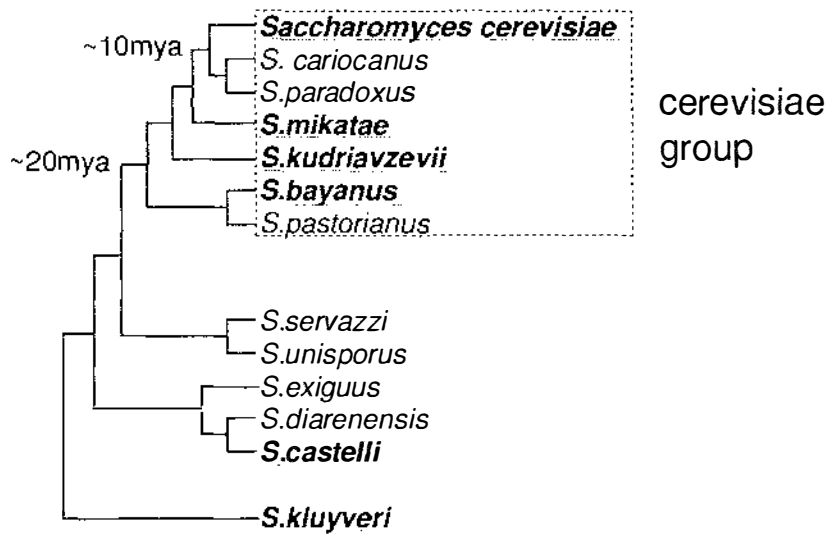 Saccharomyces cerevisiae
~10mya
S. cariocanus
S.paradoxus
S.mikatae
cerevisiae
group
~20mya
S.kudriavzevii
S.bayanus
S.pastorianus
S.servazzi
S.unisporus
S.exiguus
S.diarenensis
S.castelli
S.kluyveri